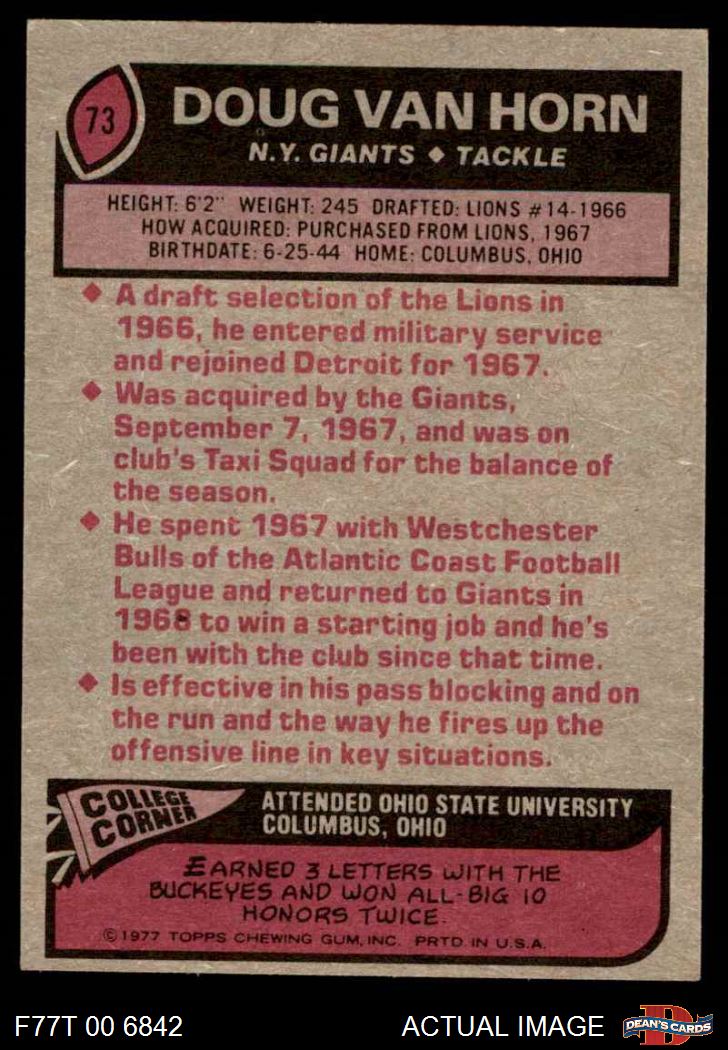 73
DOUG VAN HORN
N.Y. GIANTS ♦ TACKLE
HEIGHT: 6'2" WEIGHT: 245 DRAFTED: LIONS #14-1966
HOW ACQUIRED: PURCHASED FROM LIONS, 1967
BIRTHDATE: 6-25-44 HOME: COLUMBUS, OHIO
♦ A draft selection of the Lions in
1966, he entered military service
and rejoined Detroit for 1967.
♦ Was acquired by the Giants,
September 7, 1967, and was on
club's Taxi Squad for the balance of
the season.
♦ He spent 1967 with Westchester
Bulls of the Atlantic Coast Football
League and returned to Giants in
1968 to win a starting job and he's
been with the club since that time.
♦ Is effective in his pass blocking and on
the run and the way he fires up the
offensive line in key situations.
COLLEGE
CORNER
ATTENDED OHIO STATE UNIVERSITY
COLUMBUS, OHIO
EARNED 3 LETTERS WITH THE
BUCKEYES AND WON ALL-BIG 10
HONORS TWICE.
©1977 TOPPS CHEWING GUM, INC. PRTD. IN U.S.A.
F77T 00 6842
ACTUAL IMAGE
D
DEAN'S CARDS